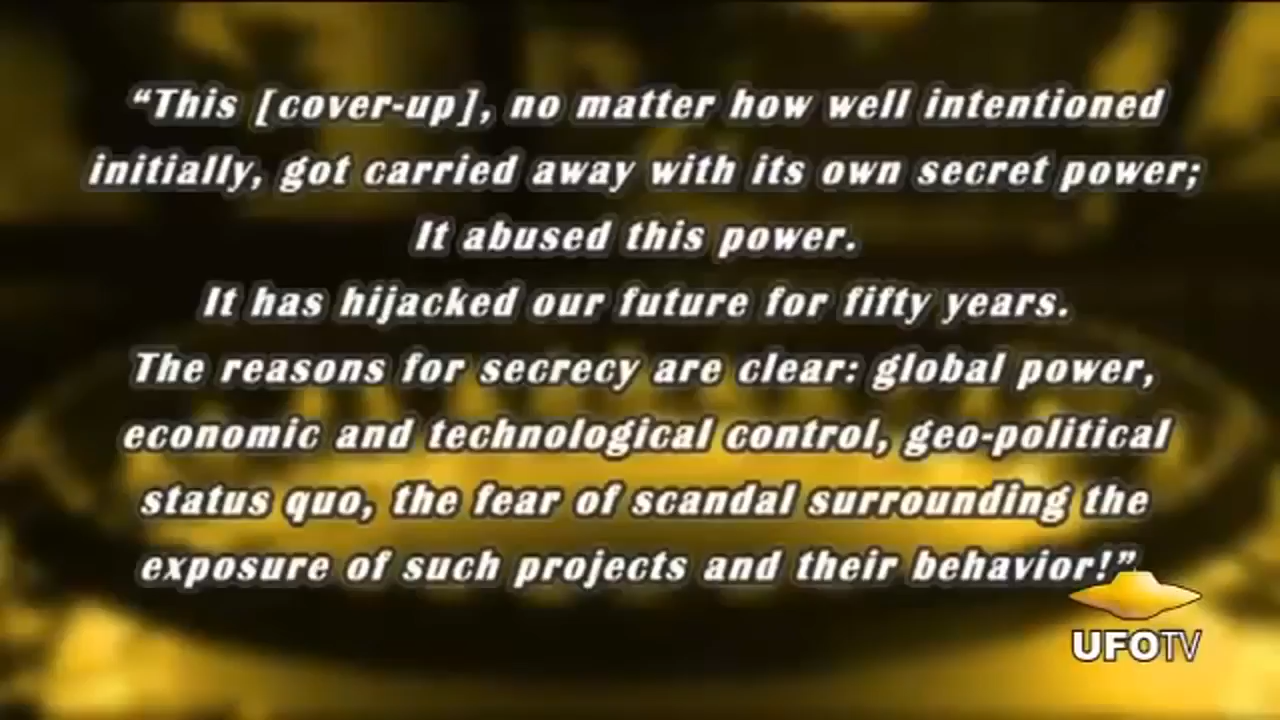 “This [cover-up], no matter how well intentioned
initially, got carried away with its own secret power;
It abused this power.
It has hijacked our future for fifty years.
The reasons for secrecy are clear: global power,
economic and technological control, geo-political
status quo, the fear of scandal surrounding the
exposure of such projects and their behavior!”
UFOTV